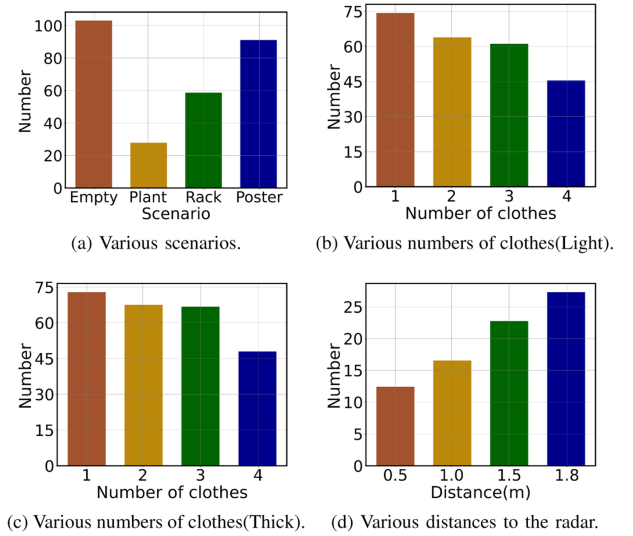 100
80
60
40
20
0
Number
Empty Plant Rack Poster
Scenario
(a) Various scenarios.
75
60
45
30
15
0
Number
1 2 3 4
Number of clothes
(b) Various numbers of clothes(Light).
75
60
45
30
15
0
Number
1 2 3 4
Number of clothes
(c) Various numbers of clothes(Thick).
25
20
15
10
5
0
Number
0.5 1.0 1.5 1.8
Distance(m)
(d) Various distances to the radar.